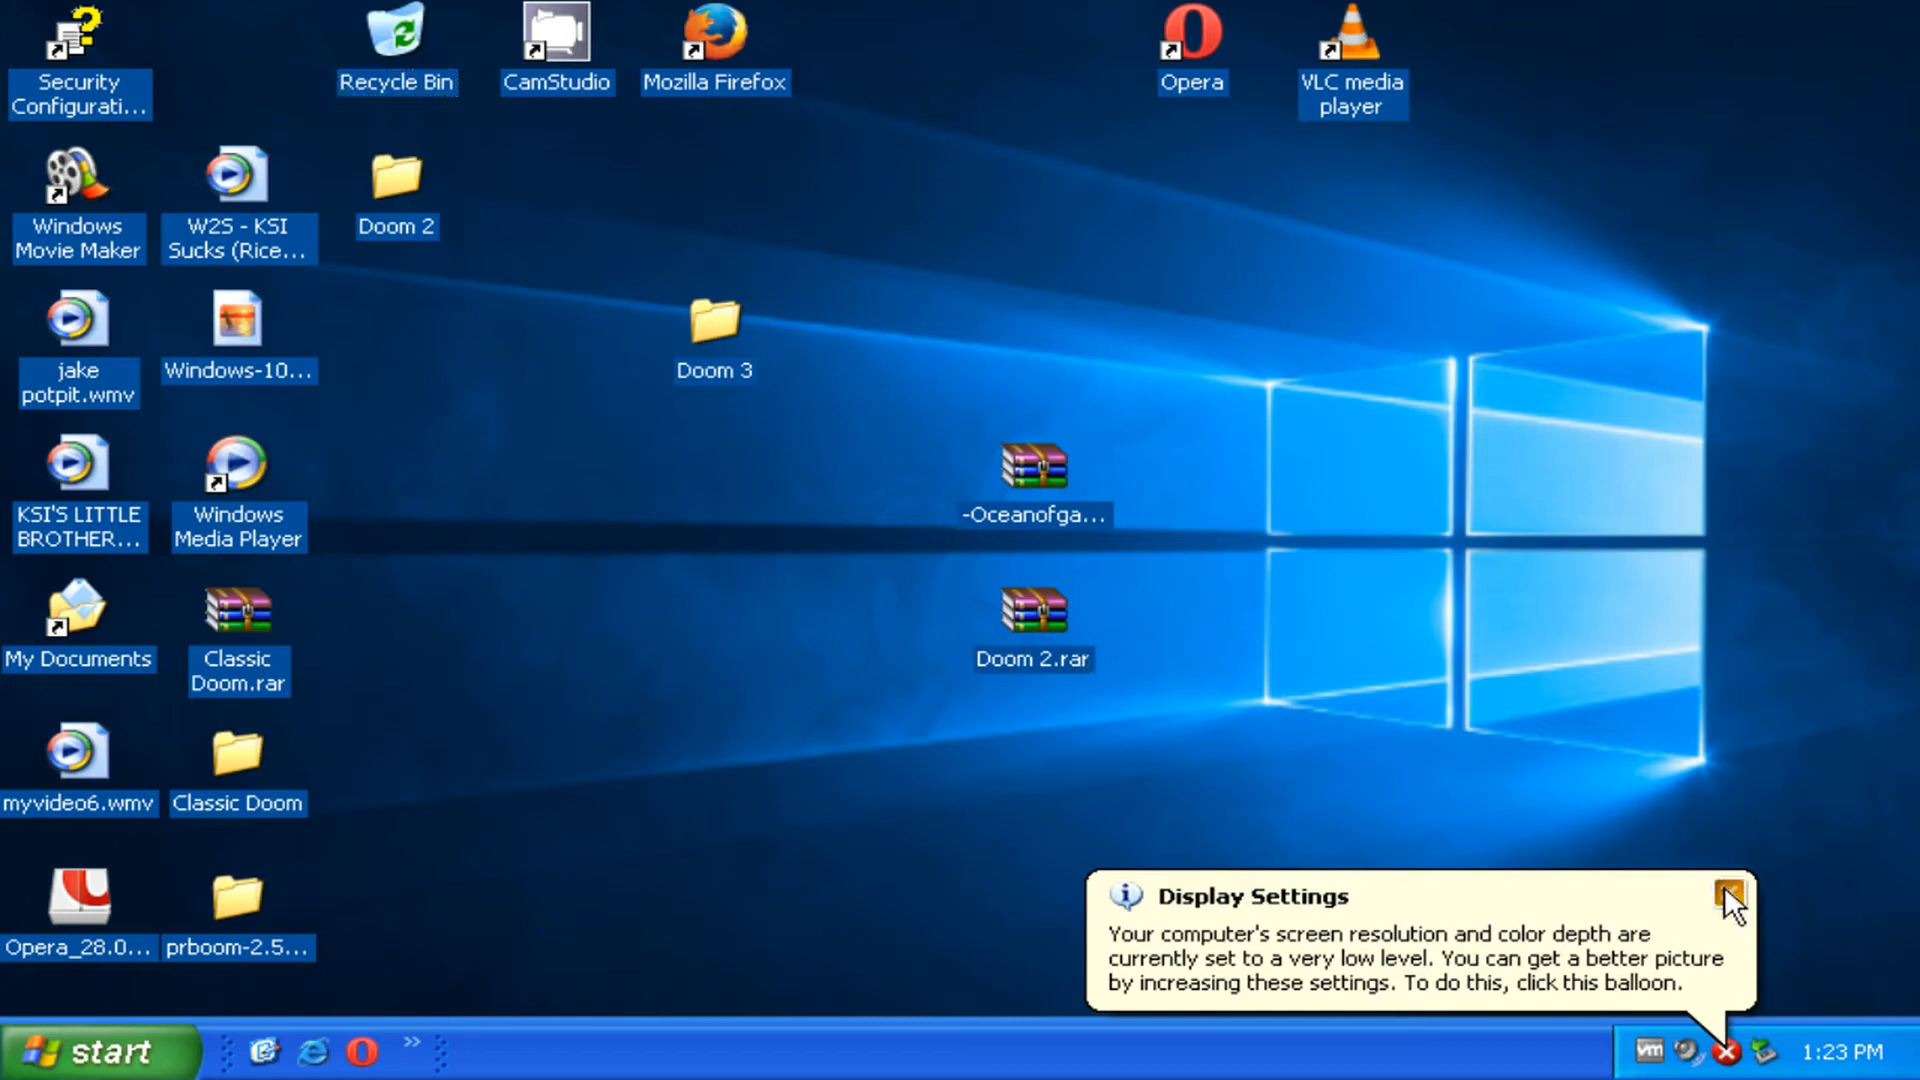 Security
Configurati...
Recycle Bin
CamStudio
Mozilla Firefox
Opera
VLC media
player
Windows
Movie Maker
W2S - KSI
Sucks (Rice...
Doom 2
jake
potpit.wmv
Windows-10...
Doom 3
KSI'S LITTLE
BROTHER...
Windows
Media Player
-Oceanofga...
My Documents
Classic
Doom.rar
Doom 2.rar
myvideo6.wmv
Classic Doom
Opera_28.0...
prboom-2.5...
Display Settings
Your computer's screen resolution and color depth are
currently set to a very low level. You can get a better picture
by increasing these settings. To do this, click this balloon.
start
vm
1:23 PM